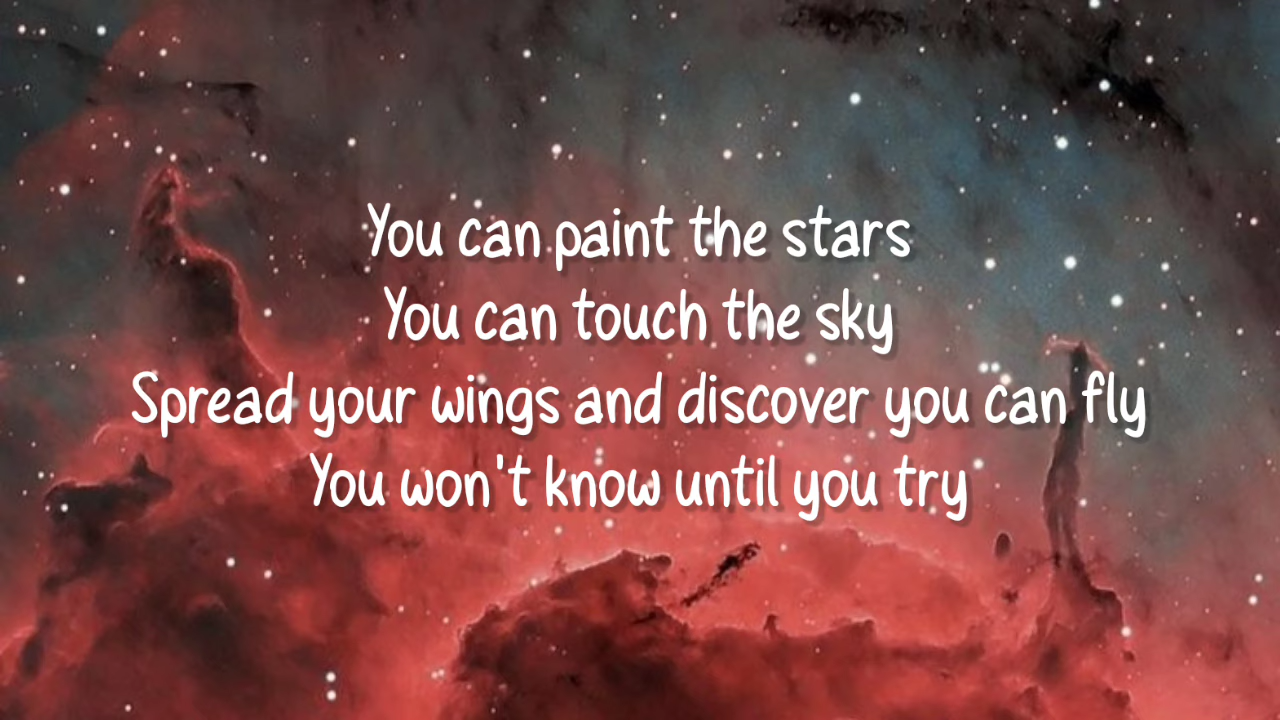 You can paint the stars
You can touch the sky
Spread your wings and discover you can fly
You won't know until you try